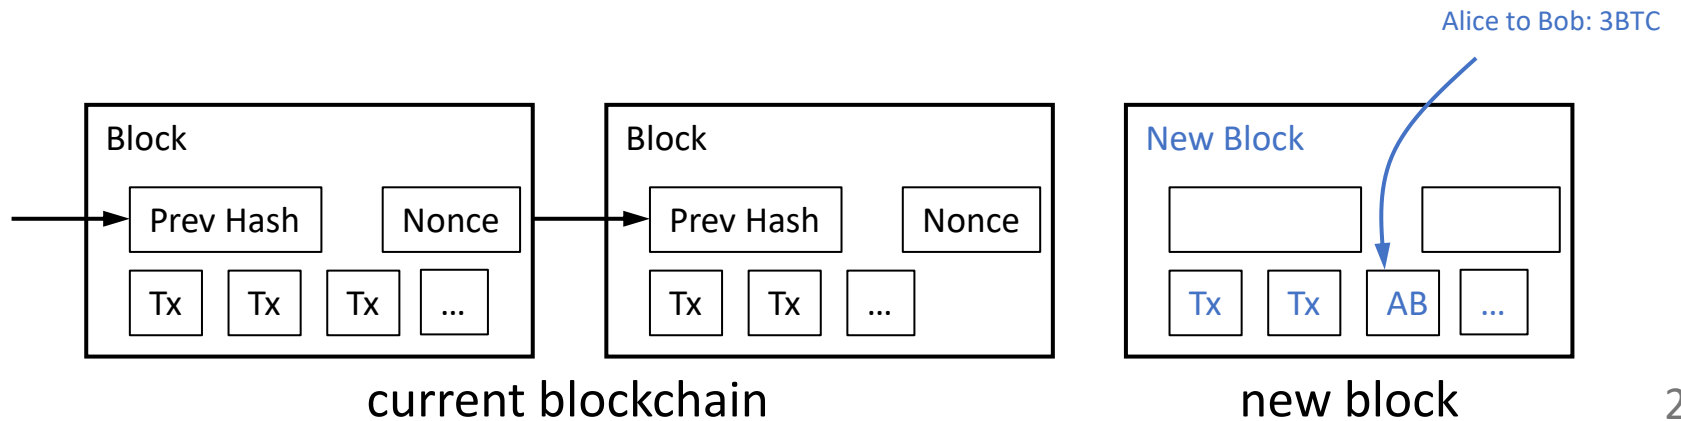 Alice to Bob: 3BTC
Block
Prev Hash
Nonce
Tx
Tx
Tx
...
Block
Prev Hash
Nonce
Tx
Tx
...
New Block
Tx
Tx
AB
...
current blockchain
new block
2